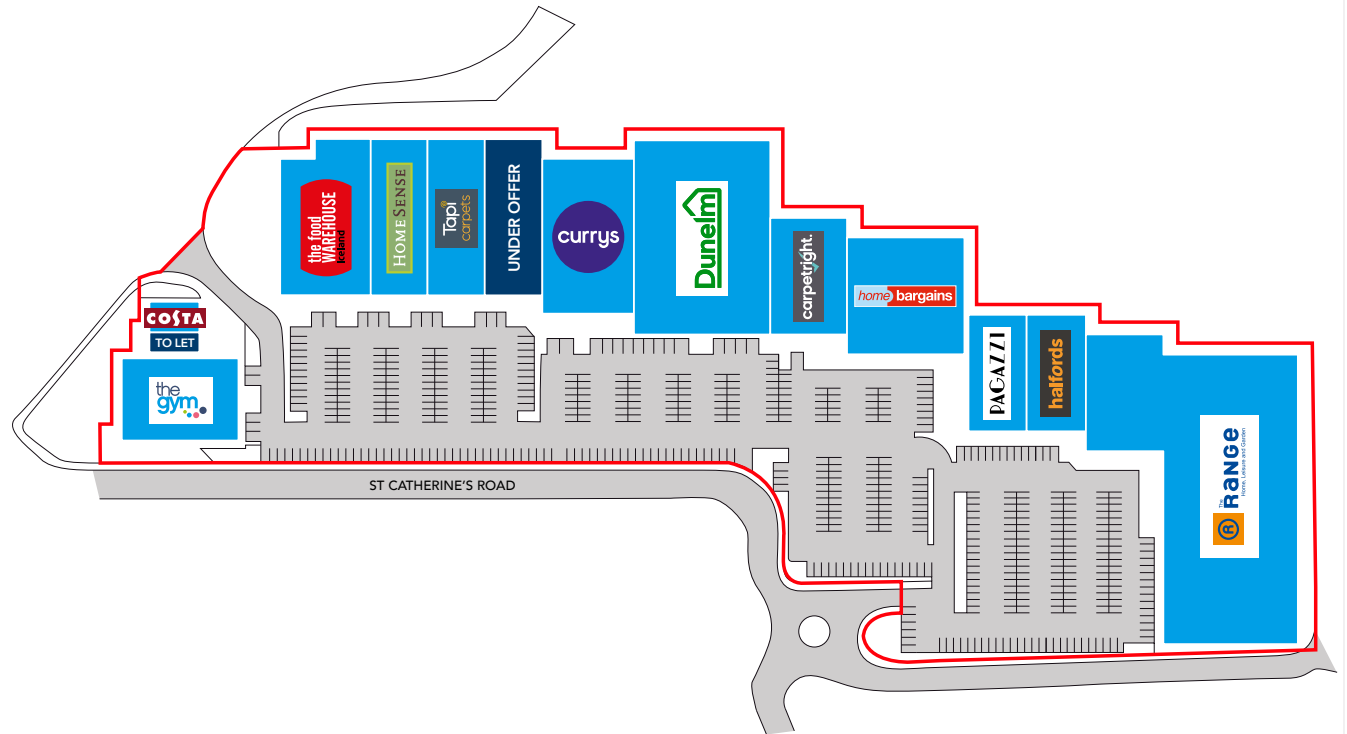 the food
WAREHOUSE
Iceland
HOMESENSE
Tapi
carpets
UNDER OFFER
currys
Dunelm
carpetright.
home bargains
PAGAZZI
halfords
The
RANGE
Home, Leisure and Garden
R
COSTA
TO LET
the
gym
ST CATHERINE'S ROAD